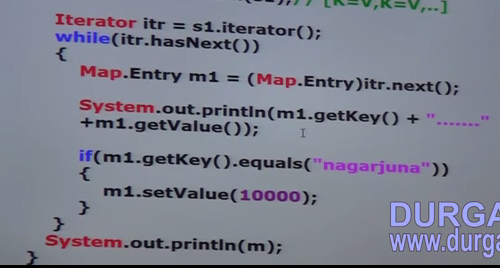 // [K=V,K=V,..]
Iterator itr = s1.iterator();
while(itr.hasNext())
{
Map.Entry m1 = (Map.Entry)itr.next();
System.out.println(m1.getKey() + "......."
+m1.getValue());
if(m1.getKey().equals("nagarjuna"))
{
m1.setValue(10000);
}
}
System.out.println(m);
}
DURGA
www.durga